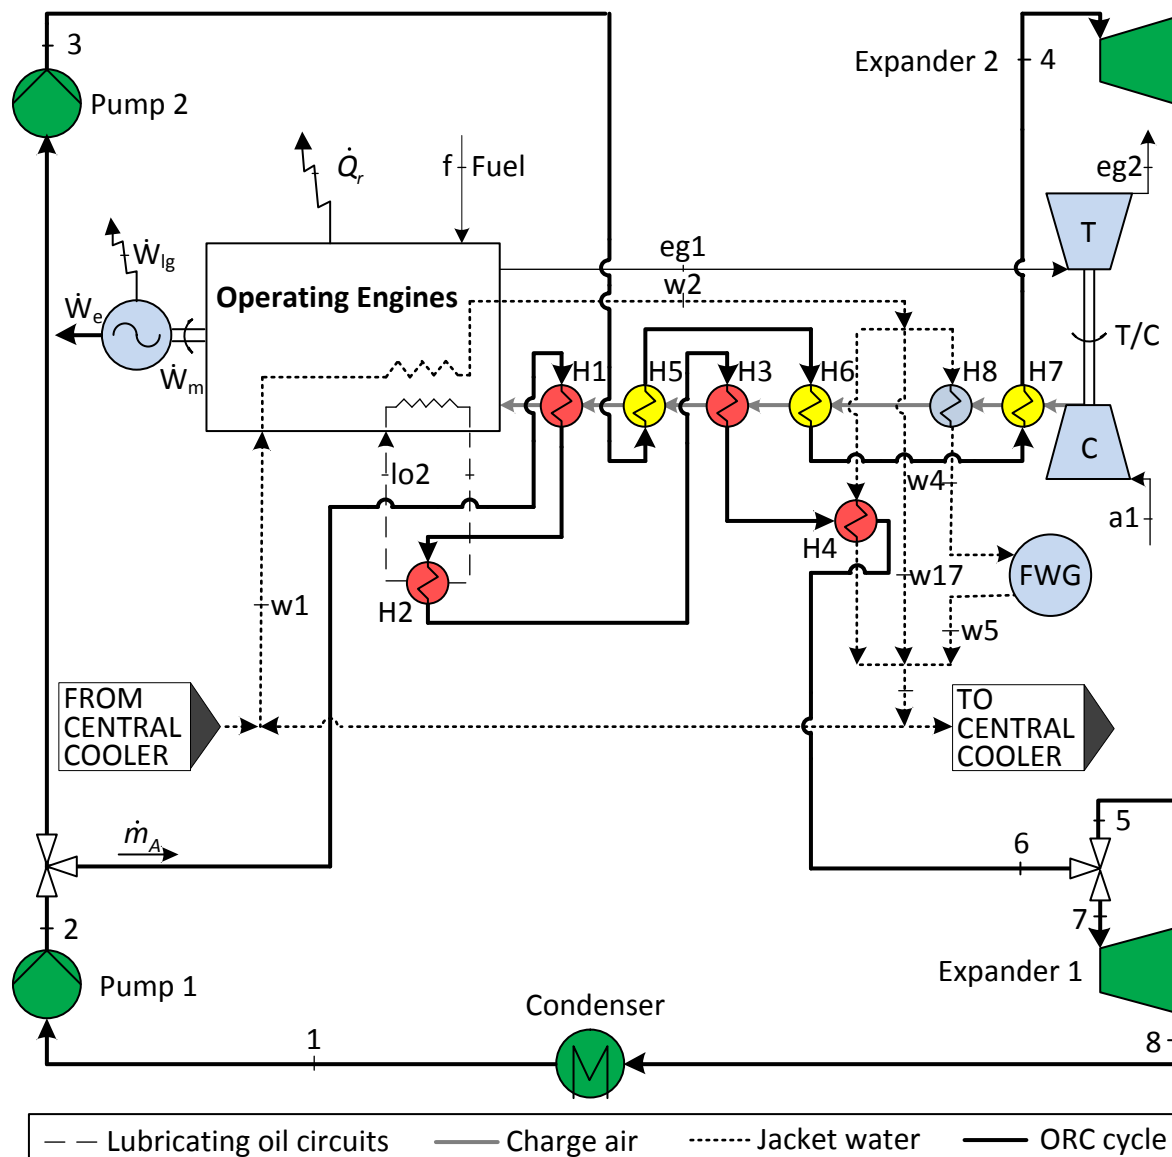 3
Expander 2
4
Pump 2
Q̇r
f
Fuel
eg2
T
Ẇlg
eg1
w2
Operating Engines
Ẇe
T/C
Ẇm
H1
H5
H3
H6
H8
H7
C
lo2
w4
a1
H4
FWG
w17
H2
w1
w5
FROM
CENTRAL
COOLER
TO
CENTRAL
COOLER
ṁA
5
6
7
2
Pump 1
Expander 1
Condenser
1
8
Lubricating oil circuits
Charge air
Jacket water
ORC cycle